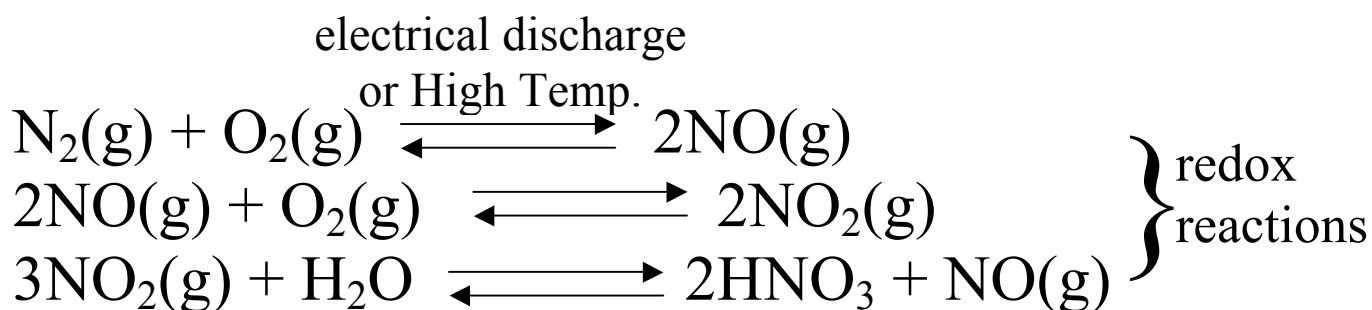 electrical discharge
or High Temp.
N₂(g) + O₂(g) ⇌ 2NO(g)
2NO(g) + O₂(g) ⇌ 2NO₂(g)
3NO₂(g) + H₂O ⇌ 2HNO₃ + NO(g)
} redox
reactions